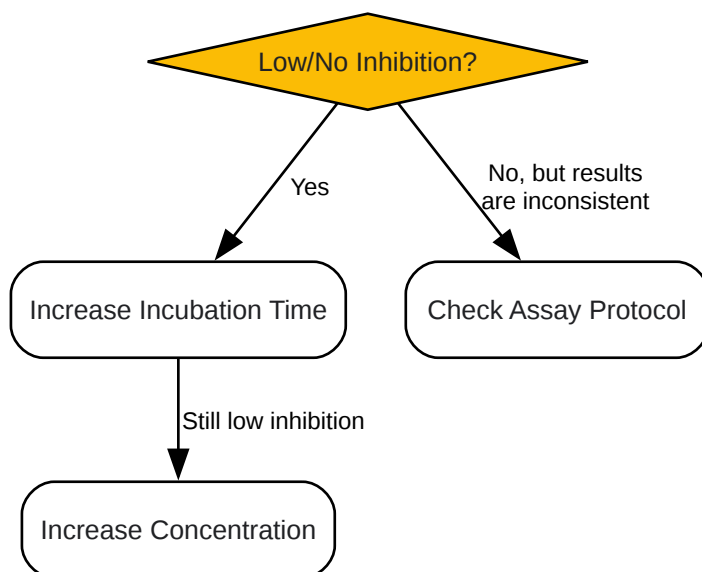 Low/No Inhibition?
Yes
No, but results
are inconsistent
Increase Incubation Time
Check Assay Protocol
Still low inhibition
Increase Concentration